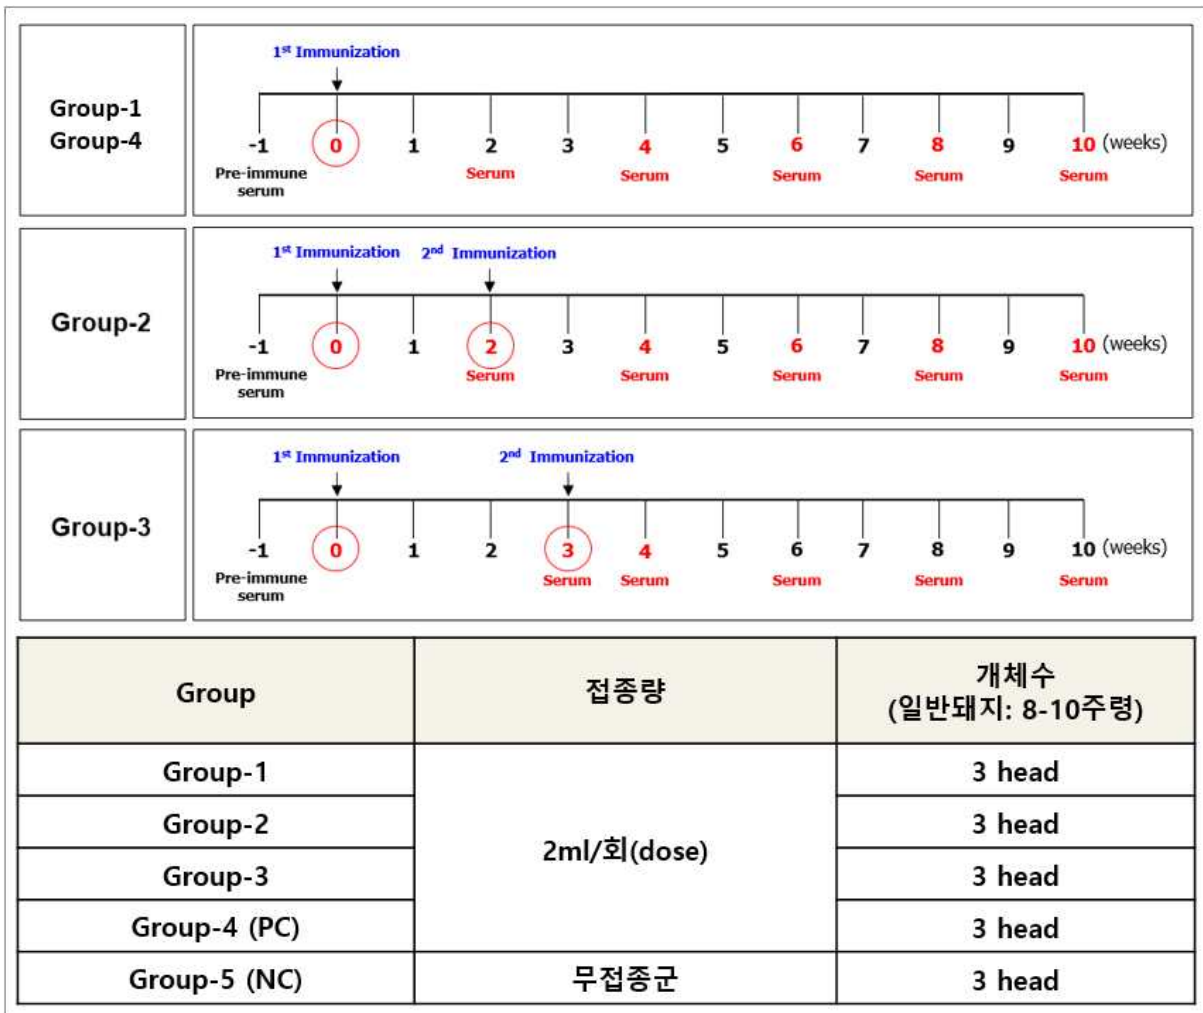 Group-1
Group-4
1st Immunization
-1 0 1 2 3 4 5 6 7 8 9 10 (weeks)
Pre-immune Serum Serum Serum Serum Serum
serum
Group-2
1st Immunization 2nd Immunization
-1 0 1 2 3 4 5 6 7 8 9 10 (weeks)
Pre-immune Serum Serum Serum Serum Serum
serum
Group-3
1st Immunization 2nd Immunization
-1 0 1 2 3 4 5 6 7 8 9 10 (weeks)
Pre-immune Serum Serum Serum Serum Serum
serum
Group 접종량 개체수
(일반돼지: 8-10주령)
Group-1 3 head
Group-2 3 head
2ml/회(dose)
Group-3 3 head
Group-4 (PC) 3 head
Group-5 (NC) 무접종군 3 head